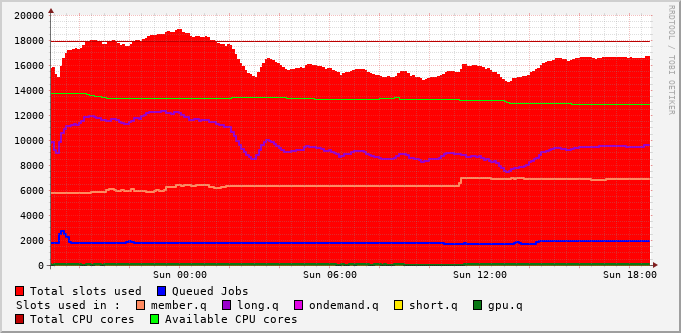 20000
18000
16000
14000
12000
10000
8000
6000
4000
2000
0
Sun 00:00 Sun 06:00 Sun 12:00 Sun 18:00
Total slots used Queued Jobs
Slots used in : member.q long.q ondemand.q short.q gpu.q
Total CPU cores Available CPU cores
RRDTOOL / TOBI OETIKER